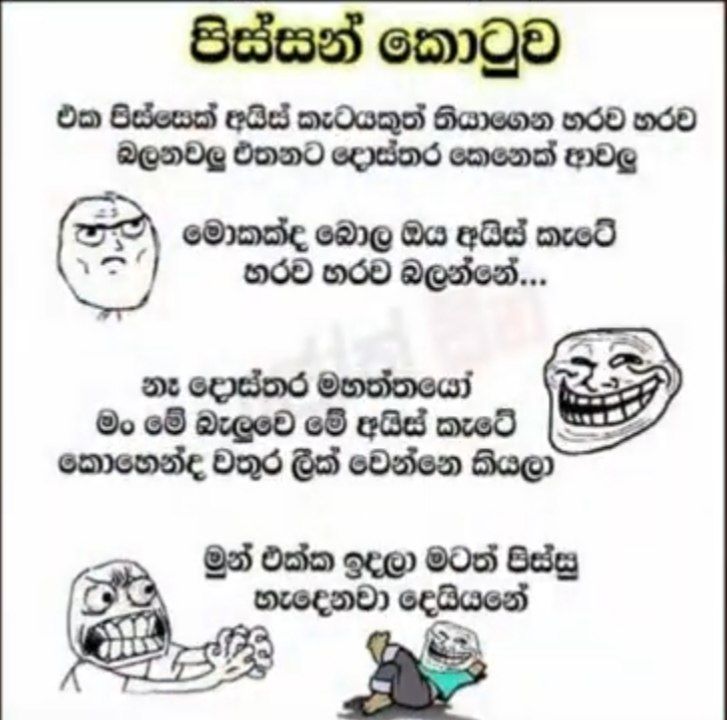 පිස්සන් කොටුව
එක පිස්සෙක් අයිස් කැටයකුත් තියාගෙන හරව හරව
බලනවලු එතනට දොස්තර කෙනෙක් ආවලු
මොකක්ද බොල ඔය අයිස් කැටේ
හරව හරව බලන්නේ...
නෑ දොස්තර මහත්තයෝ
මං මේ බැලුවෙ මේ අයිස් කැටේ
කොහෙන්ද වතුර ලීක් වෙන්නෙ කියලා
මුන් එක්ක ඉඳලා මටත් පිස්සු
හැදෙනවා දෙයියනේ